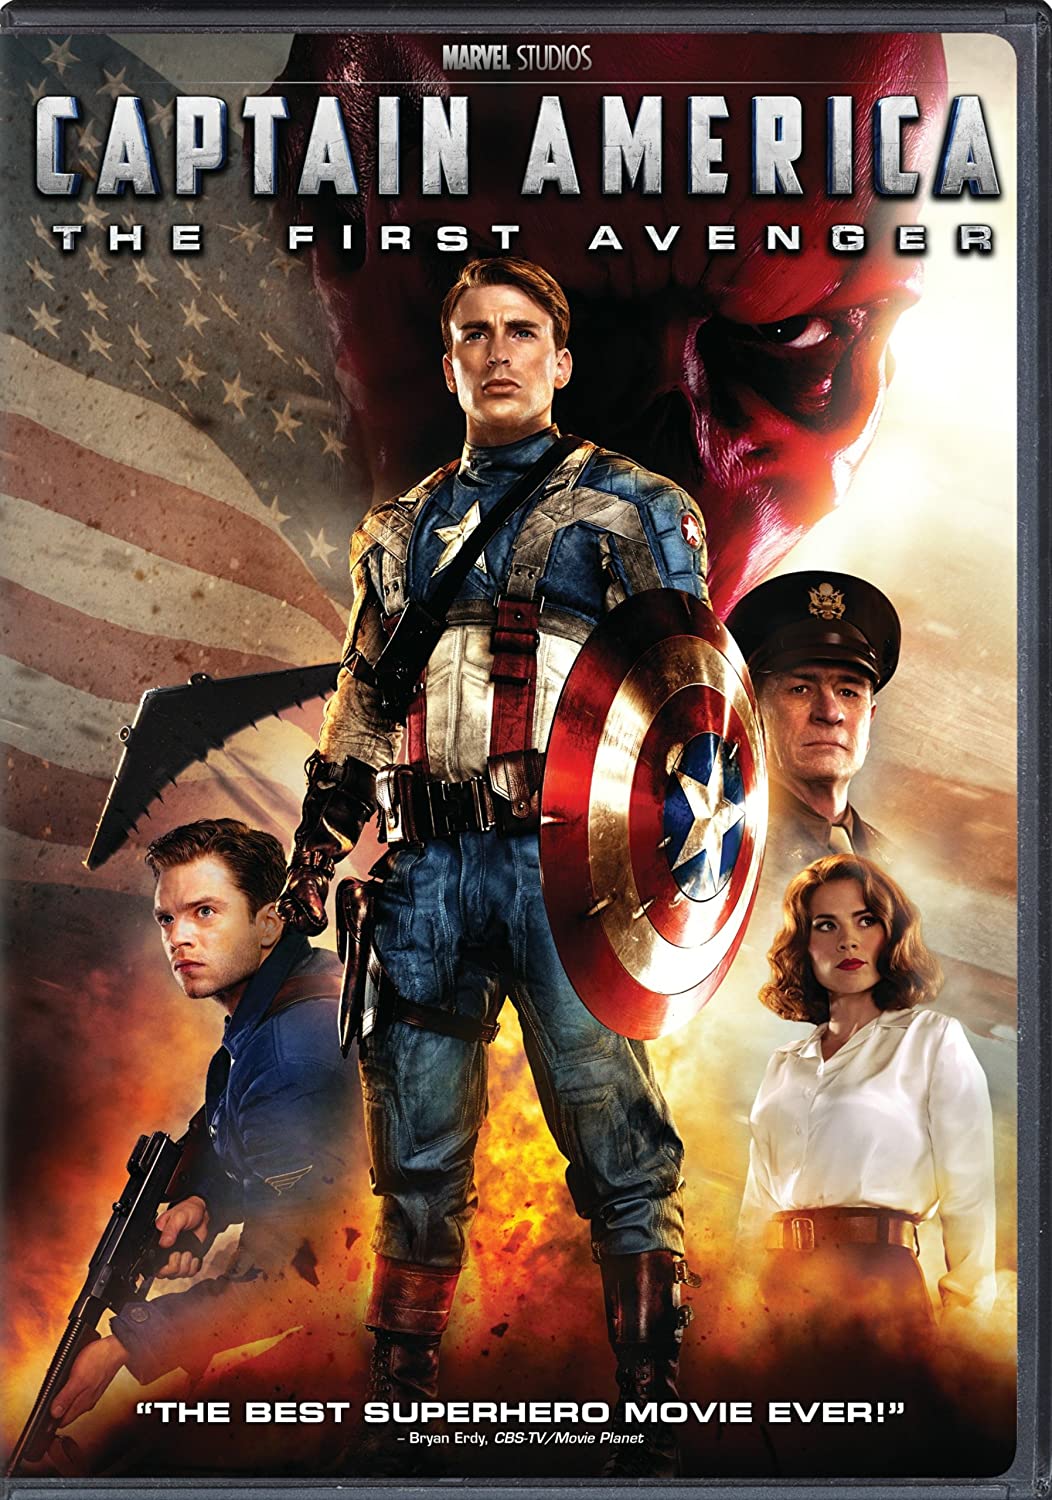 MARVEL STUDIOS
CAPTAIN AMERICA
THE FIRST AVENGER
“THE BEST SUPERHERO MOVIE EVER!”
– Bryan Erdy, CBS-TV/Movie Planet